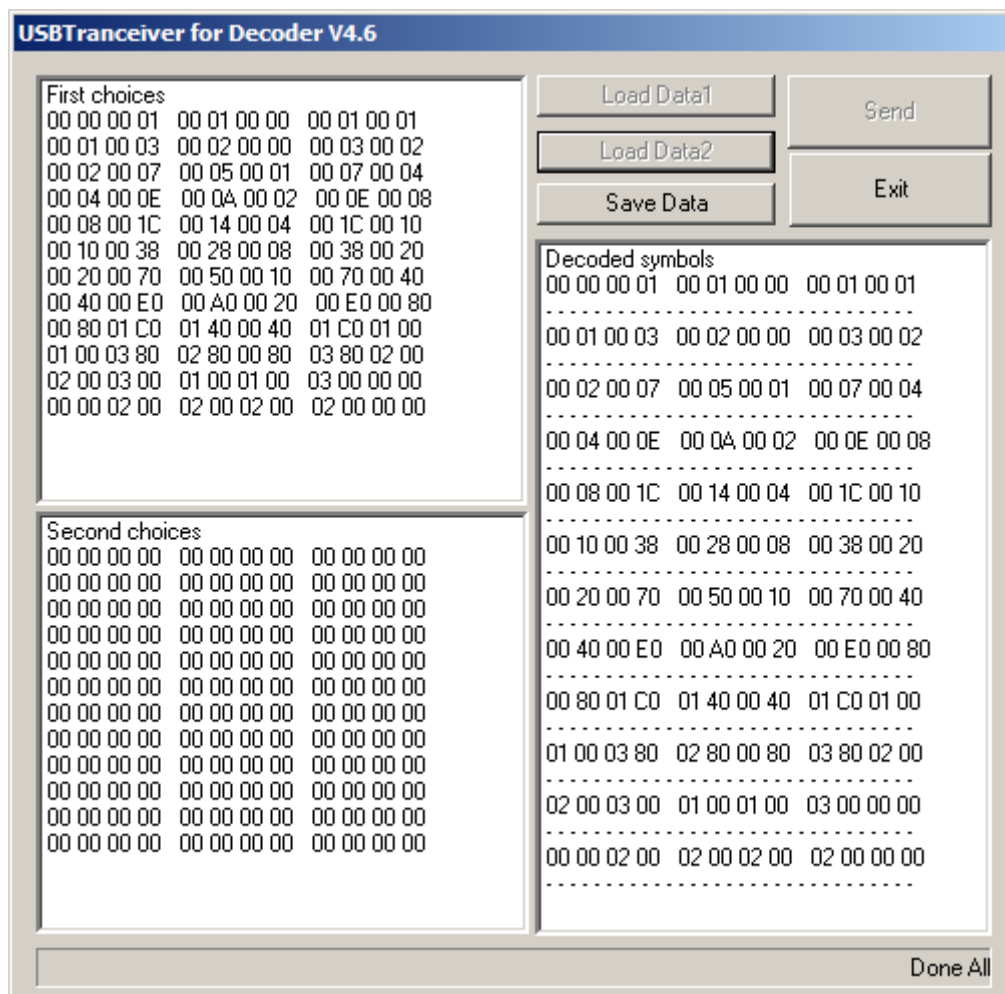 USBTranceiver for Decoder V4.6
First choices
00 00 00 01 00 01 00 00 00 01 00 01
00 01 00 03 00 02 00 00 00 03 00 02
00 02 00 07 00 05 00 01 00 07 00 04
00 04 00 0E 00 0A 00 02 00 0E 00 08
00 08 00 1C 00 14 00 04 00 1C 00 10
00 10 00 38 00 28 00 08 00 38 00 20
00 20 00 70 00 50 00 10 00 70 00 40
00 40 00 E0 00 A0 00 20 00 E0 00 80
00 80 01 C0 01 40 00 40 01 C0 01 00
01 00 03 80 02 80 00 80 03 80 02 00
02 00 03 00 01 00 01 00 03 00 00 00
00 00 02 00 02 00 02 00 02 00 00 00
Second choices
00 00 00 00 00 00 00 00 00 00 00 00
00 00 00 00 00 00 00 00 00 00 00 00
00 00 00 00 00 00 00 00 00 00 00 00
00 00 00 00 00 00 00 00 00 00 00 00
00 00 00 00 00 00 00 00 00 00 00 00
00 00 00 00 00 00 00 00 00 00 00 00
00 00 00 00 00 00 00 00 00 00 00 00
00 00 00 00 00 00 00 00 00 00 00 00
00 00 00 00 00 00 00 00 00 00 00 00
00 00 00 00 00 00 00 00 00 00 00 00
00 00 00 00 00 00 00 00 00 00 00 00
00 00 00 00 00 00 00 00 00 00 00 00
Load Data1
Load Data2
Save Data
Send
Exit
Decoded symbols
00 00 00 01 00 01 00 00 00 01 00 01
- - - - - - - - - - - - - - - - - - - - - - - - - - - - - - -
00 01 00 03 00 02 00 00 00 03 00 02
- - - - - - - - - - - - - - - - - - - - - - - - - - - - - - -
00 02 00 07 00 05 00 01 00 07 00 04
- - - - - - - - - - - - - - - - - - - - - - - - - - - - - - -
00 04 00 0E 00 0A 00 02 00 0E 00 08
- - - - - - - - - - - - - - - - - - - - - - - - - - - - - - -
00 08 00 1C 00 14 00 04 00 1C 00 10
- - - - - - - - - - - - - - - - - - - - - - - - - - - - - - -
00 10 00 38 00 28 00 08 00 38 00 20
- - - - - - - - - - - - - - - - - - - - - - - - - - - - - - -
00 20 00 70 00 50 00 10 00 70 00 40
- - - - - - - - - - - - - - - - - - - - - - - - - - - - - - -
00 40 00 E0 00 A0 00 20 00 E0 00 80
- - - - - - - - - - - - - - - - - - - - - - - - - - - - - - -
00 80 01 C0 01 40 00 40 01 C0 01 00
- - - - - - - - - - - - - - - - - - - - - - - - - - - - - - -
01 00 03 80 02 80 00 80 03 80 02 00
- - - - - - - - - - - - - - - - - - - - - - - - - - - - - - -
02 00 03 00 01 00 01 00 03 00 00 00
- - - - - - - - - - - - - - - - - - - - - - - - - - - - - - -
00 00 02 00 02 00 02 00 02 00 00 00
- - - - - - - - - - - - - - - - - - - - - - - - - - - - - - -
Done All